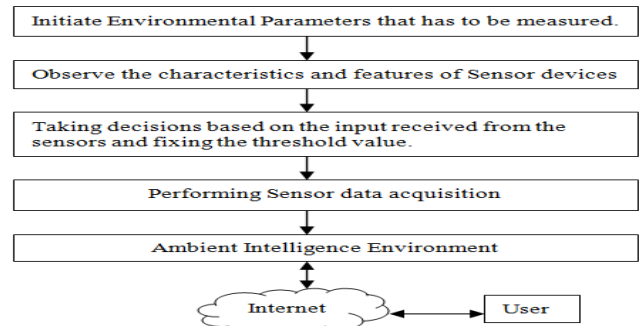 Initiate Environmental Parameters that has to be measured.
Observe the characteristics and features of Sensor devices
Taking decisions based on the input received from the
sensors and fixing the threshold value.
Performing Sensor data acquisition
Ambient Intelligence Environment
Internet
User